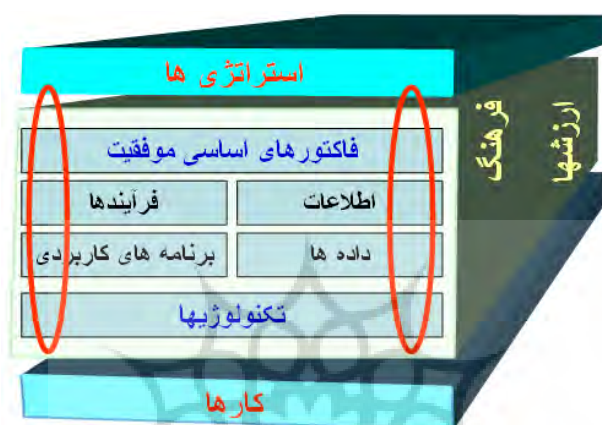 استراتژی ها
فاکتورهای اساسی موفقیت
اطلاعات
فرآیندها
داده ها
برنامه های کاربردی
تکنولوژیها
کارها
فرهنگ
ارزشها